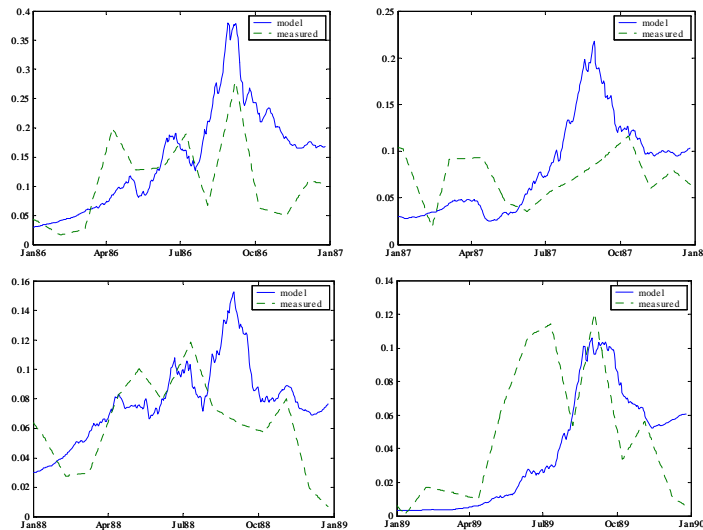 0.4
0.35
0.3
0.25
0.2
0.15
0.1
0.05
0
Jan86
Apr86
Jul86
Oct86
Jan87
model
measured
0.25
0.2
0.15
0.1
0.05
0
Jan87
Apr87
Jul87
Oct87
Jan8
model
measured
0.16
0.14
0.12
0.1
0.08
0.06
0.04
0.02
0
Jan88
Apr88
Jul88
Oct88
Jan89
model
measured
0.14
0.12
0.1
0.08
0.06
0.04
0.02
0
Jan89
Apr89
Jul89
Oct89
Jan90
model
measured